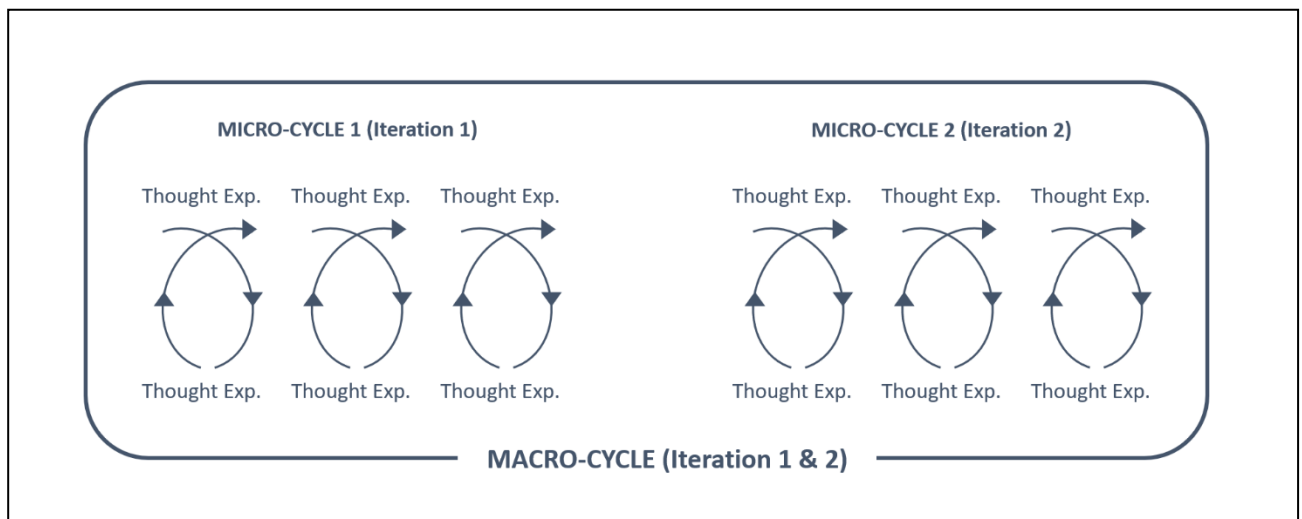 MICRO-CYCLE 1 (Iteration 1)
Thought Exp. Thought Exp. Thought Exp.
Thought Exp. Thought Exp. Thought Exp.
MICRO-CYCLE 2 (Iteration 2)
Thought Exp. Thought Exp. Thought Exp.
Thought Exp. Thought Exp. Thought Exp.
MACRO-CYCLE (Iteration 1 & 2)